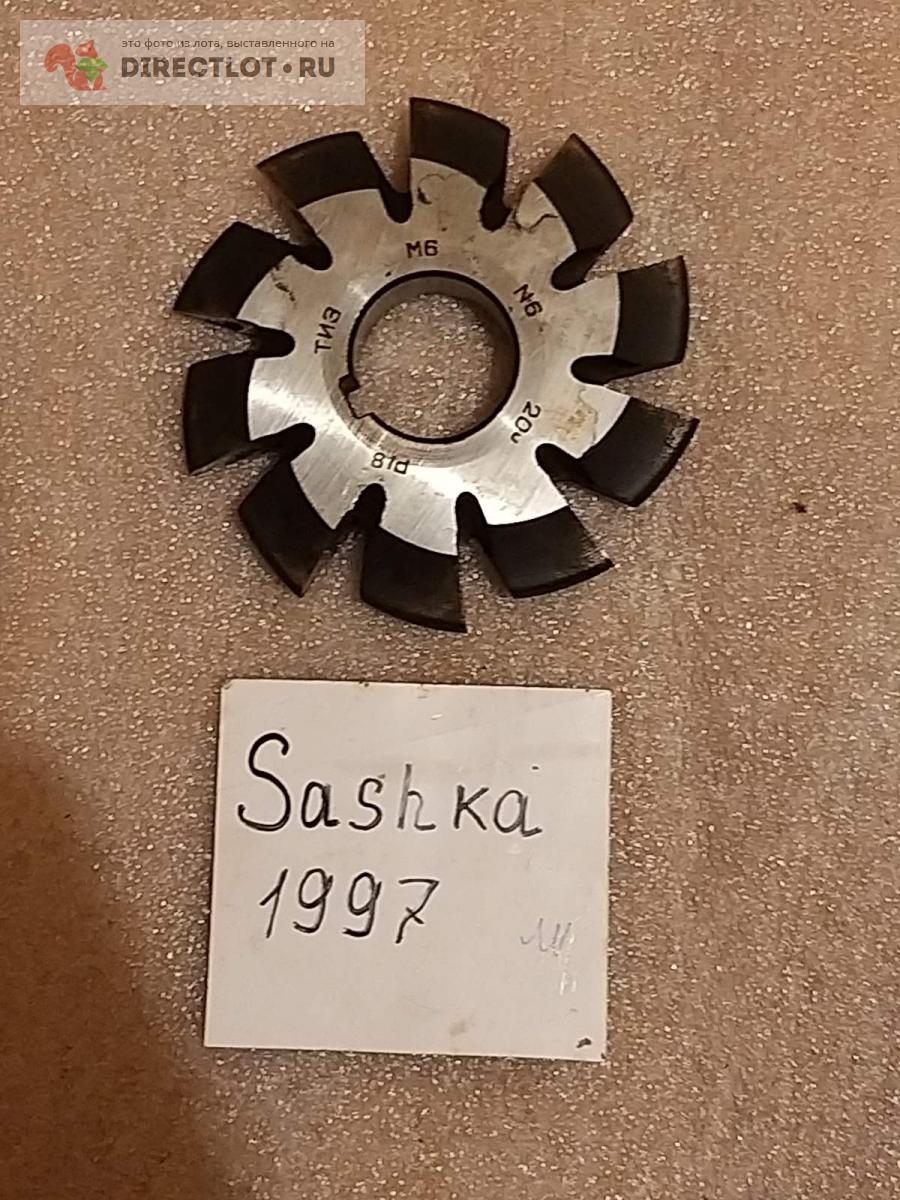 это фото из лота, выставленного на
DIRECTLOT.RU
M6
N6
20°
P18
ТИЗ
Sashka
1997